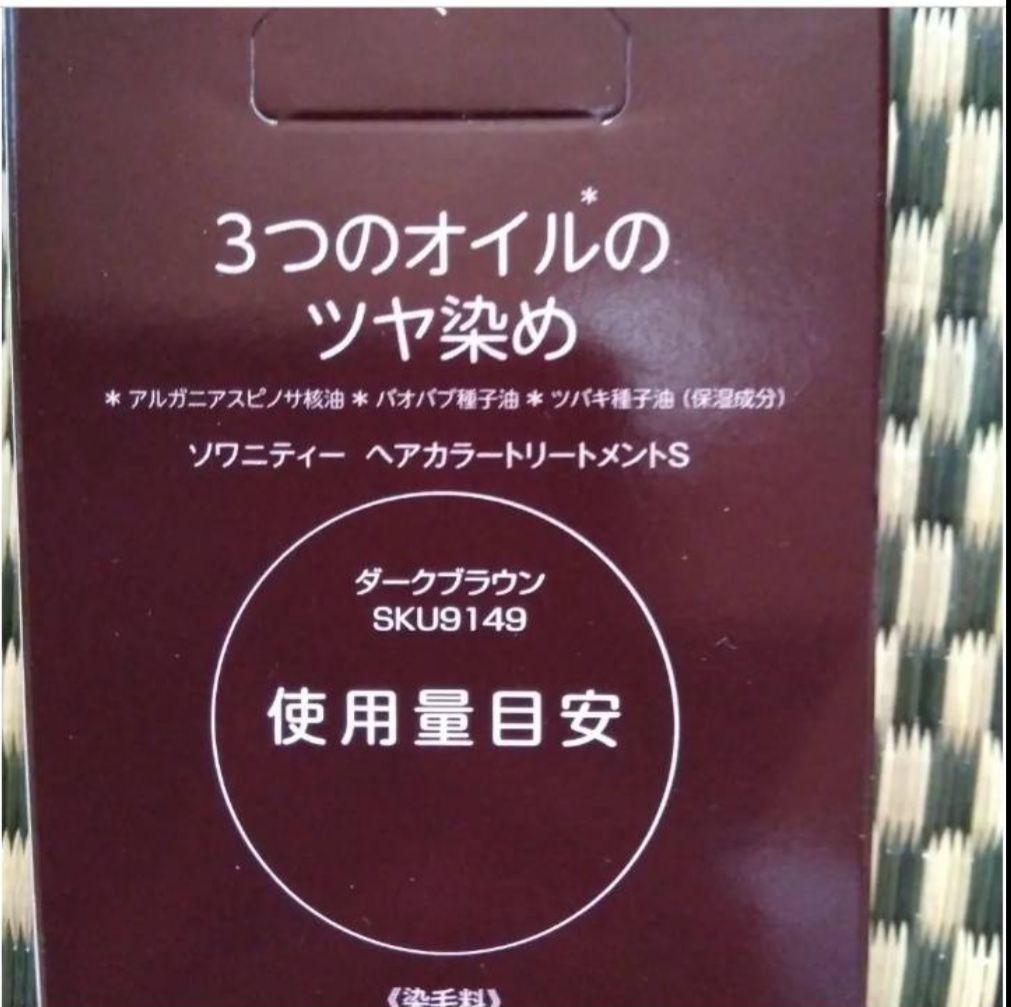 3つのオイル*の
ツヤ染め
* アルガニアスピノサ核油 * バオバブ種子油 * ツバキ種子油 (保湿成分)
ソワニティー ヘアカラートリートメントS
ダークブラウン
SKU9149
使用量目安
《染毛料》